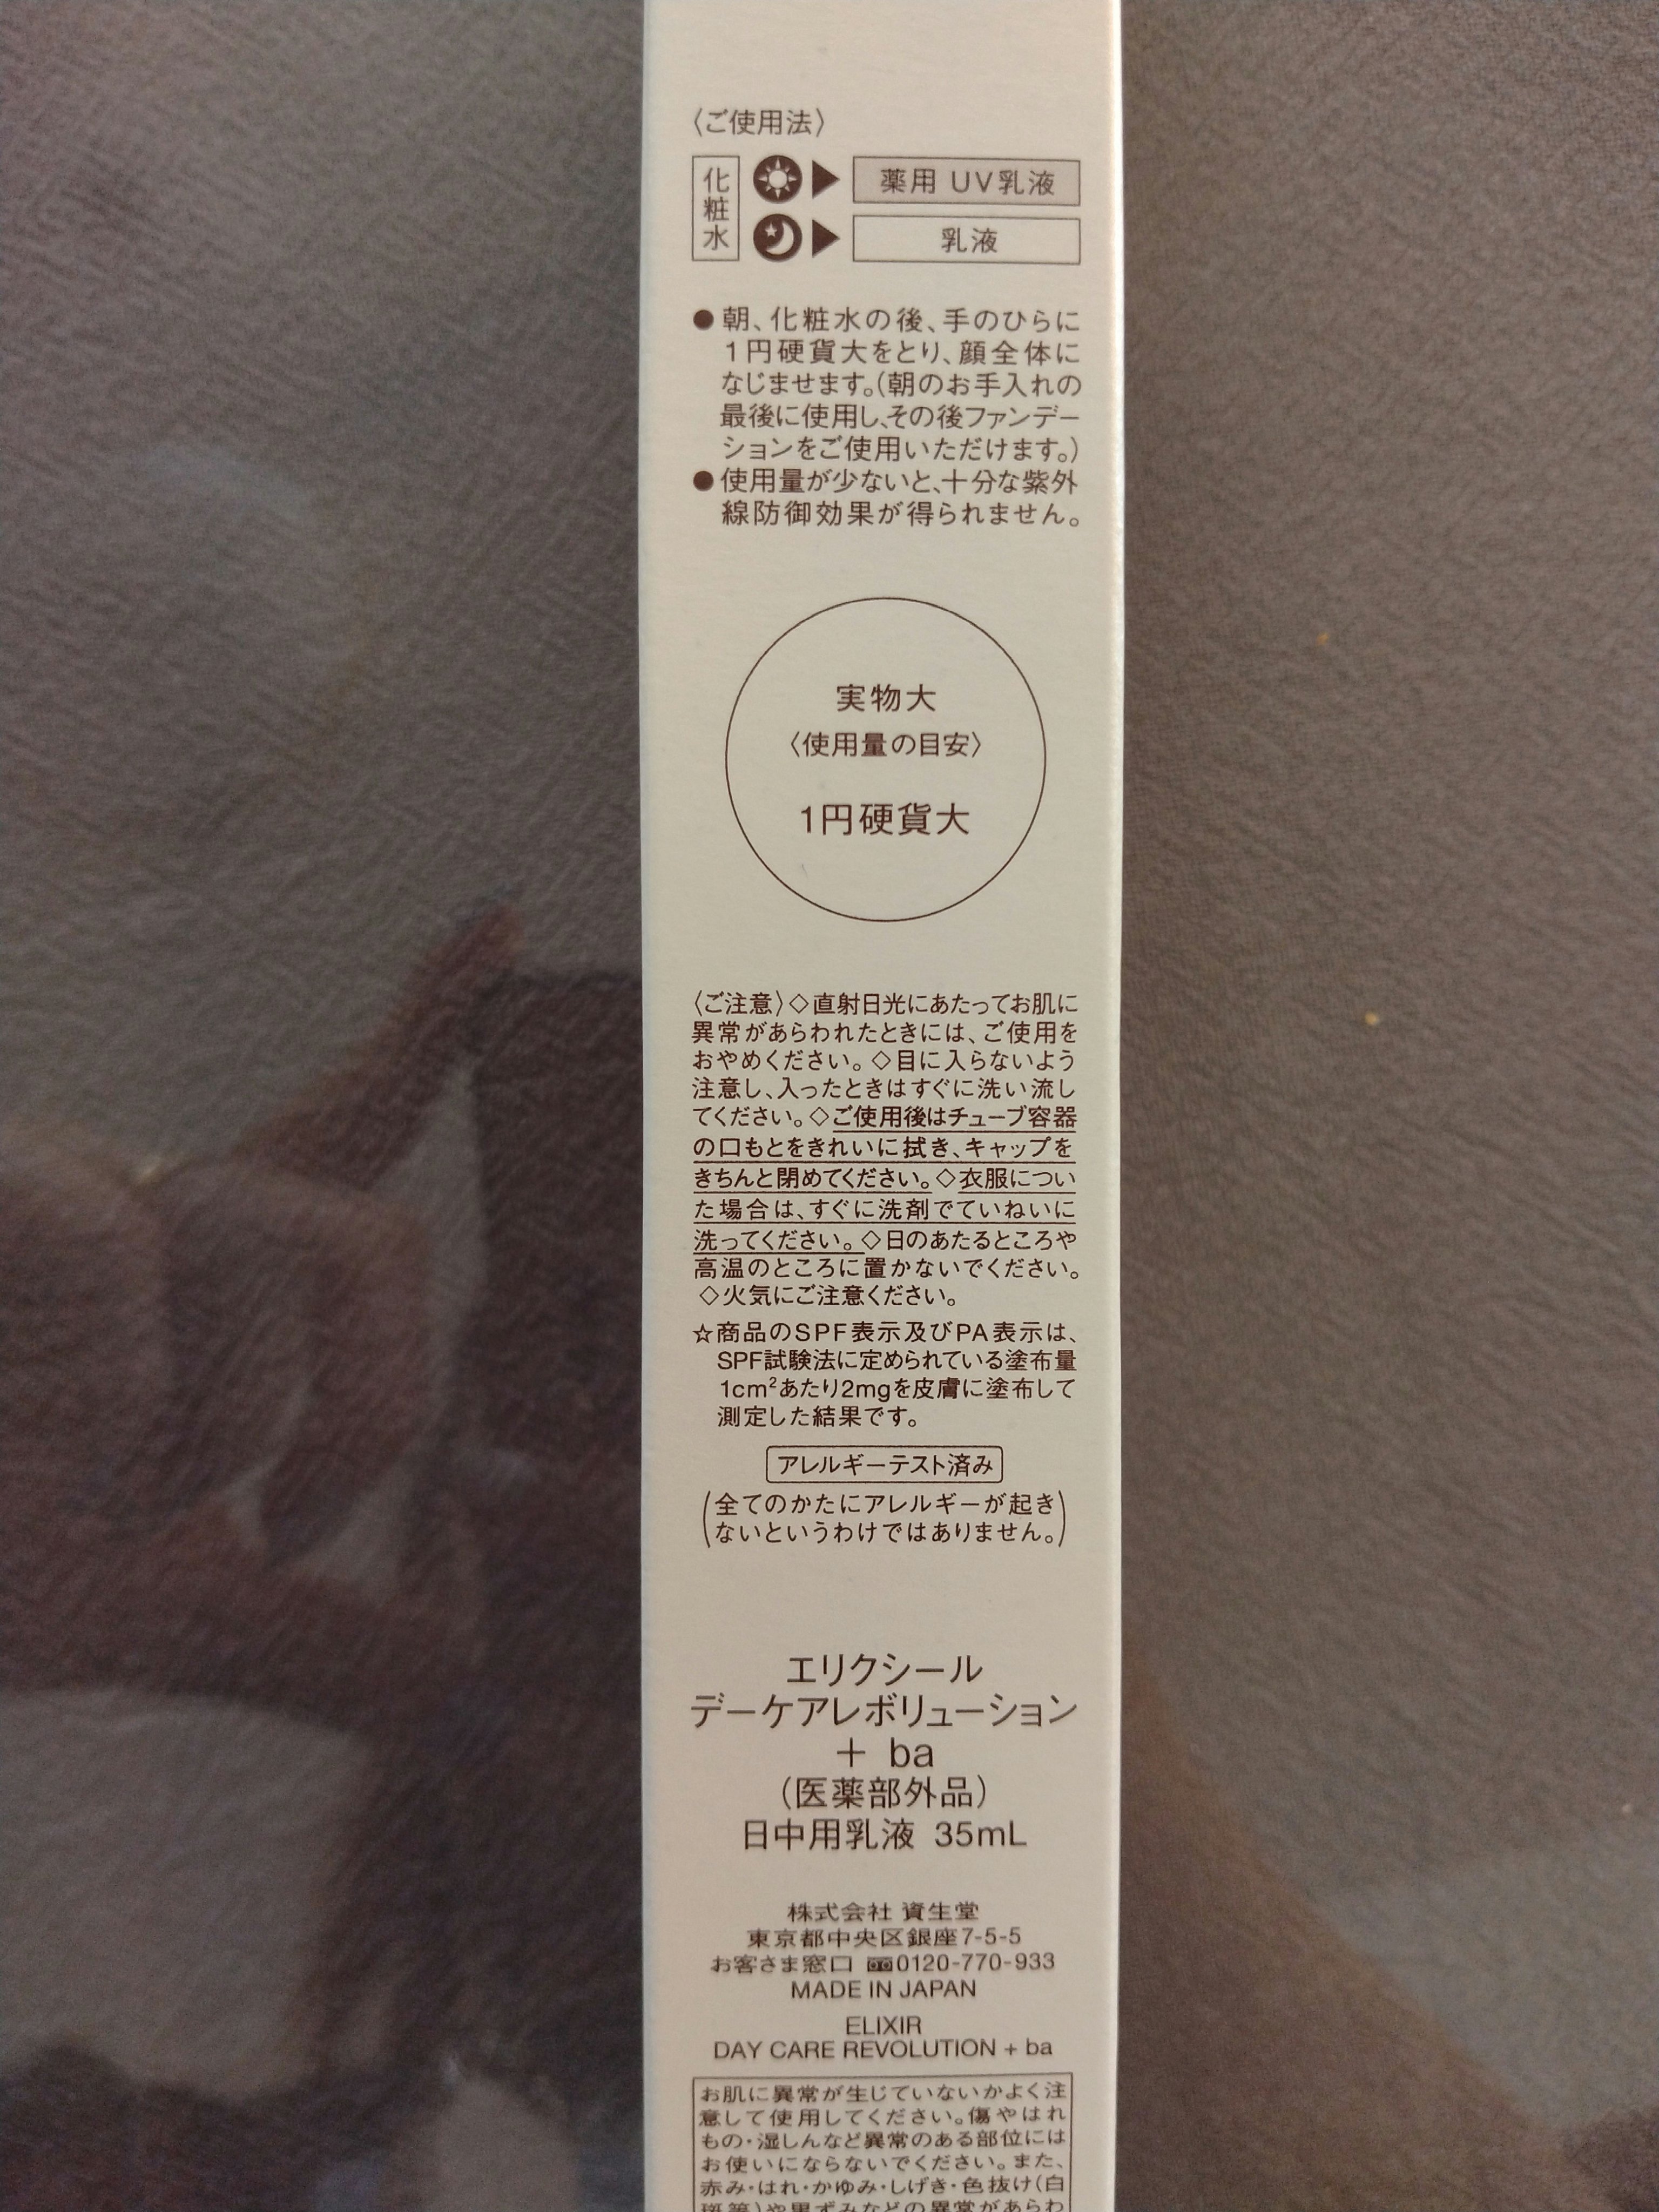 〈ご使用法〉
化粧水
薬用 UV乳液
乳液
●朝、化粧水の後、手のひらに
1円硬貨大をとり、顔全体に
なじませます。(朝のお手入れの
最後に使用し、その後ファンデー
ションをご使用いただけます。)
●使用量が少ないと、十分な紫外
線防御効果が得られません。
実物大
〈使用量の目安〉
1円硬貨大
〈ご注意〉◇直射日光にあたってお肌に
異常があらわれたときには、ご使用を
おやめください。◇目に入らないよう
注意し、入ったときはすぐに洗い流し
てください。◇ご使用後はチューブ容器
の口もとをきれいに拭き、キャップを
きちんと閉めてください。◇衣服につい
た場合は、すぐに洗剤でていねいに
洗ってください。◇日のあたるところや
高温のところに置かないでください。
◇火気にご注意ください。
☆商品のSPF表示及びPA表示は、
SPF試験法に定められている塗布量
1cm²あたり2mgを皮膚に塗布して
測定した結果です。
アレルギーテスト済み
(全てのかたにアレルギーが起き
ないというわけではありません。)
エリクシール
デーケアレボリューション
+ ba
(医薬部外品)
日中用乳液 35mL
株式会社 資生堂
東京都中央区銀座7-5-5
お客さま窓口 0120-770-933
MADE IN JAPAN
ELIXIR
DAY CARE REVOLUTION + ba
お肌に異常が生じていないかよく注
意して使用してください。傷やはれ
もの・湿しんなど異常のある部位には
お使いにならないでください。また、
赤み・はれ・かゆみ・しげき・色抜け(白
斑等)や黒ずみなどの異常があらわ